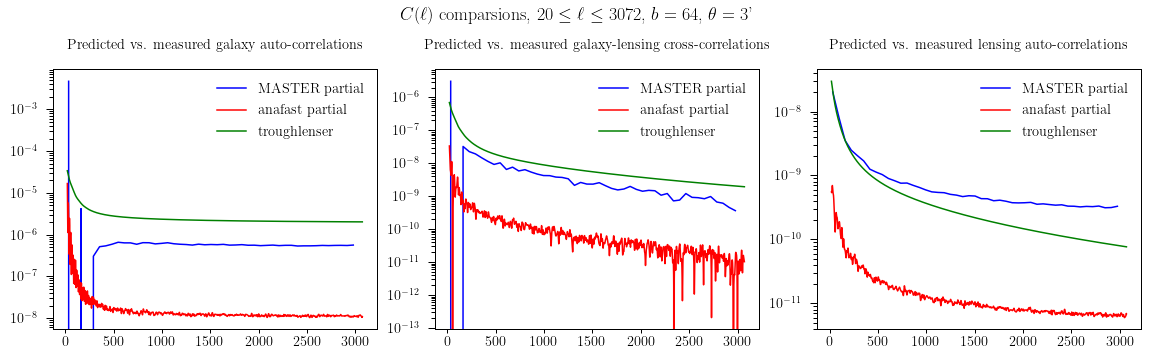 C(ℓ) comparsions, 20 ≤ ℓ ≤ 3072, b = 64, θ = 3'
Predicted vs. measured galaxy auto-correlations
10⁻³
10⁻⁴
10⁻⁵
10⁻⁶
10⁻⁷
10⁻⁸
0 500 1000 1500 2000 2500 3000
MASTER partial
anafast partial
troughlenser
Predicted vs. measured galaxy-lensing cross-correlations
10⁻⁶
10⁻⁷
10⁻⁸
10⁻⁹
10⁻¹⁰
10⁻¹¹
10⁻¹²
10⁻¹³
0 500 1000 1500 2000 2500 3000
MASTER partial
anafast partial
troughlenser
Predicted vs. measured lensing auto-correlations
10⁻⁸
10⁻⁹
10⁻¹⁰
10⁻¹¹
0 500 1000 1500 2000 2500 3000
MASTER partial
anafast partial
troughlenser